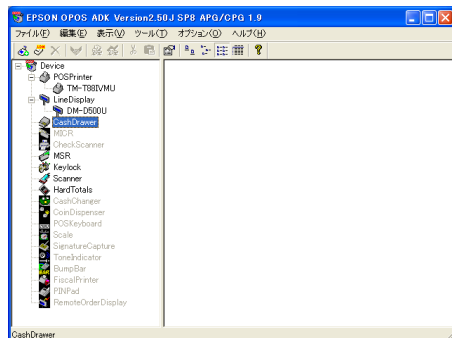 EPSON OPOS ADK Version2.50J SP8 APG/CPG 1.9
ファイル(F) 編集(E) 表示(V) ツール(T) オプション(O) ヘルプ(H)
Device
POSPrinter
TM-T88IVMU
LineDisplay
DM-D500U
CashDrawer
MICR
CheckScanner
MSR
Keylock
Scanner
HardTotals
CashChanger
CoinDispenser
POSKeyboard
Scale
SignatureCapture
ToneIndicator
BumpBar
FiscalPrinter
PINPad
RemoteOrderDisplay
CashDrawer